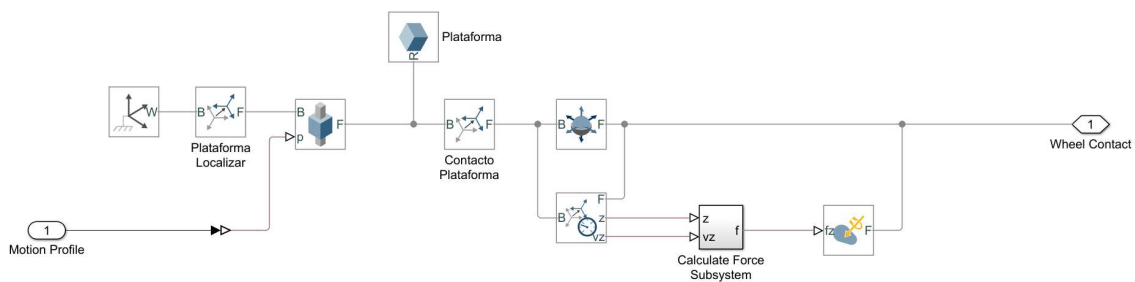 Plataforma
R
W
B
F
Plataforma
Localizar
B
p
F
B
F
Contacto
Plataforma
B
F
1
Wheel Contact
B
F
z
vz
z
vz
f
Calculate Force
Subsystem
fz
F
1
Motion Profile